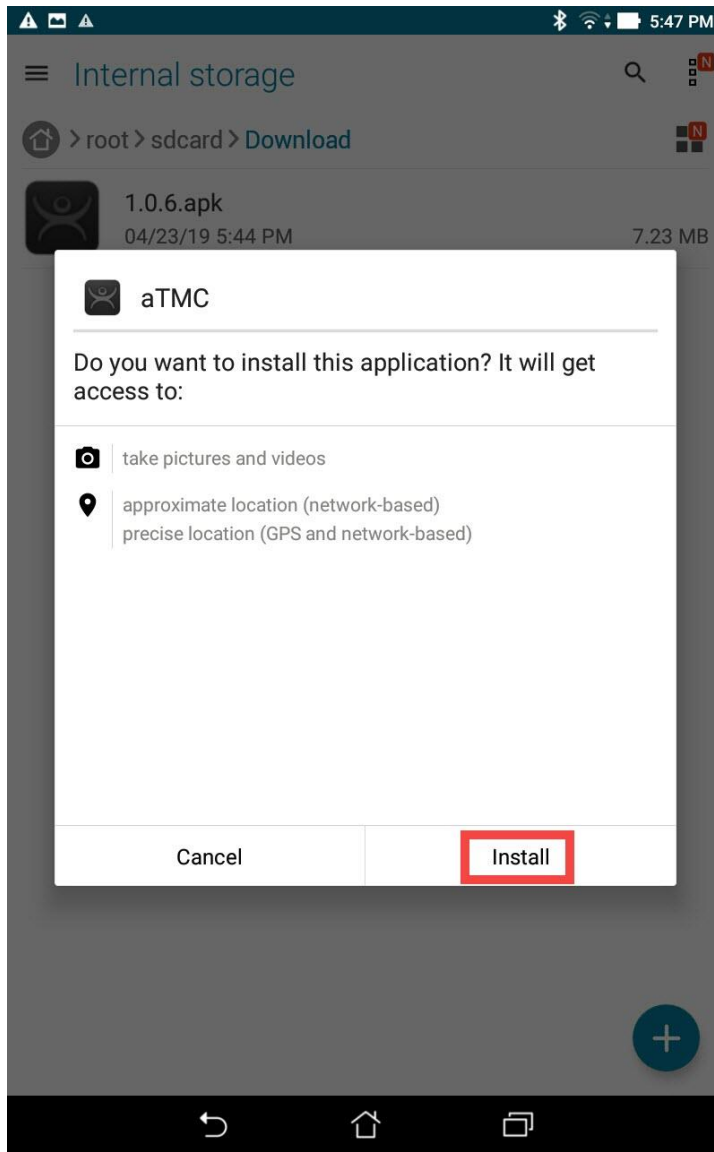 5:47 PM
Internal storage
N
> root > sdcard > Download
N
1.0.6.apk
04/23/19 5:44 PM 7.23 MB
aTMC
Do you want to install this application? It will get
access to:
take pictures and videos
approximate location (network-based)
precise location (GPS and network-based)
Cancel Install